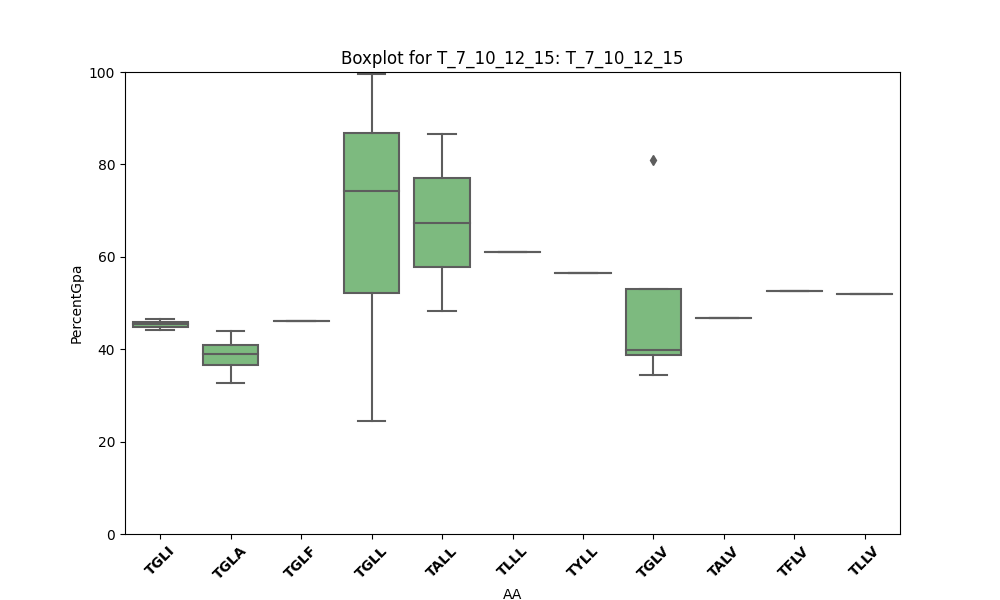 Boxplot for T_7_10_12_15: T_7_10_12_15
PercentGpa
100
80
60
40
20
0
TGLI
TGLA
TGLF
TGLL
TALL
TLLL
TYLL
TGLV
TALV
TFLV
TLLV
AA